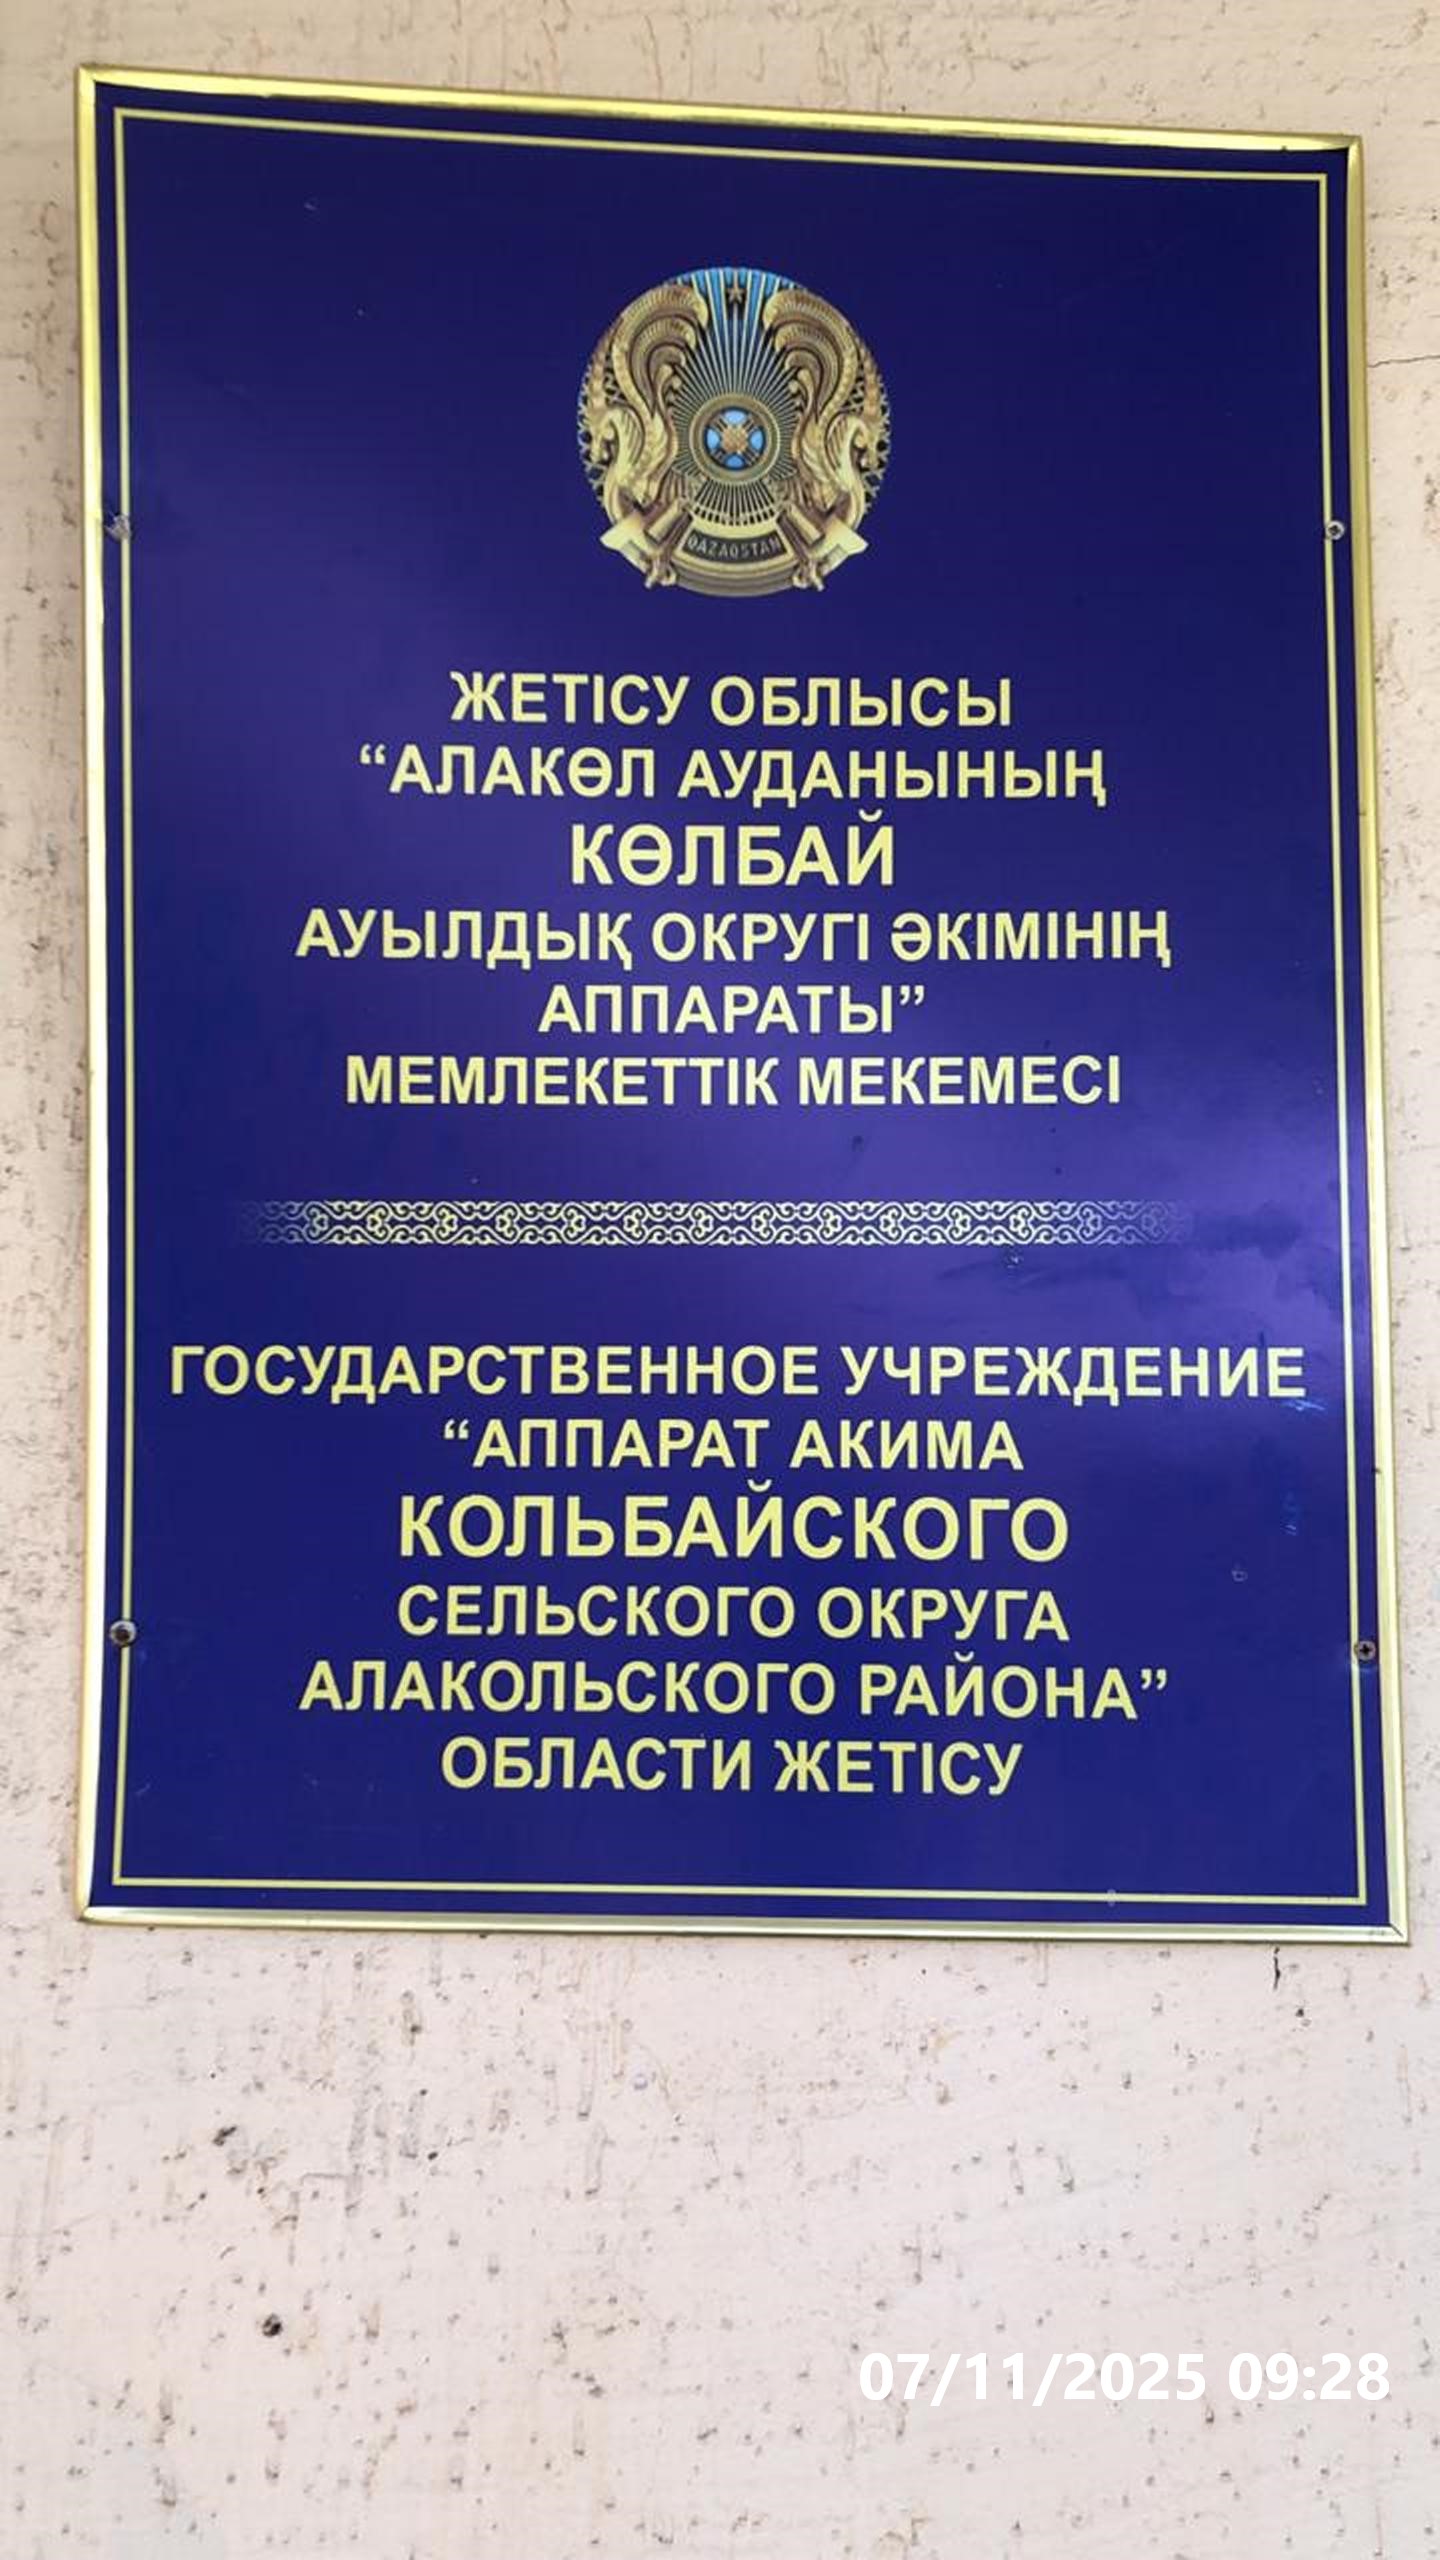 QAZAQSTAN
ЖЕТІСУ ОБЛЫСЫ
“АЛАКӨЛ АУДАНЫНЫҢ
КӨЛБАЙ
АУЫЛДЫҚ ОКРУГІ ӘКІМІНІҢ
АППАРАТЫ”
МЕМЛЕКЕТТІК МЕКЕМЕСІ
ГОСУДАРСТВЕННОЕ УЧРЕЖДЕНИЕ
“АППАРАТ АКИМА
КОЛЬБАЙСКОГО
СЕЛЬСКОГО ОКРУГА
АЛАКОЛЬСКОГО РАЙОНА”
ОБЛАСТИ ЖЕТІСУ
07/11/2025 09:28